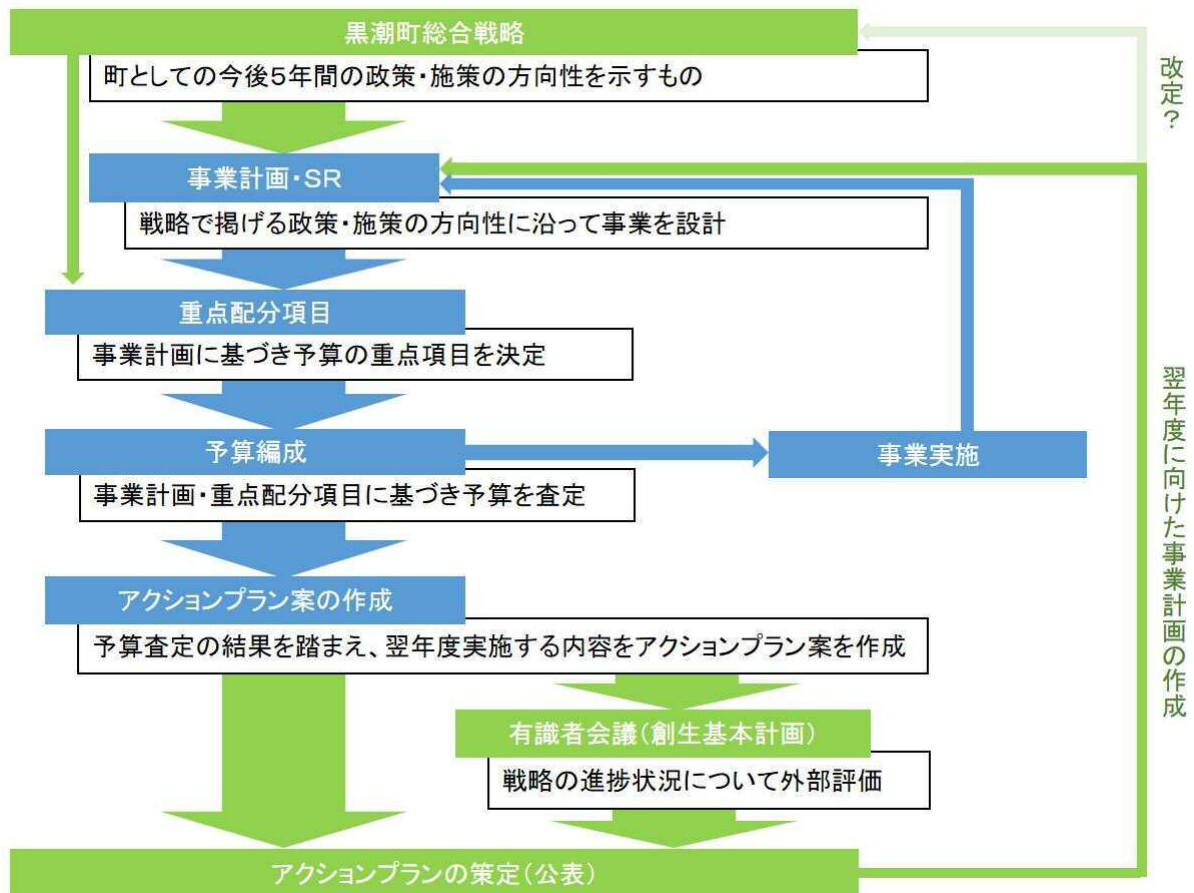 黒潮町総合戦略
町としての今後5年間の政策・施策の方向性を示すもの
改定？
事業計画・SR
戦略で掲げる政策・施策の方向性に沿って事業を設計
重点配分項目
事業計画に基づき予算の重点項目を決定
予算編成
事業実施
事業計画・重点配分項目に基づき予算を査定
アクションプラン案の作成
予算査定の結果を踏まえ、翌年度実施する内容をアクションプラン案を作成
有識者会議(創生基本計画)
戦略の進捗状況について外部評価
アクションプランの策定(公表)
翌年度に向けた事業計画の作成